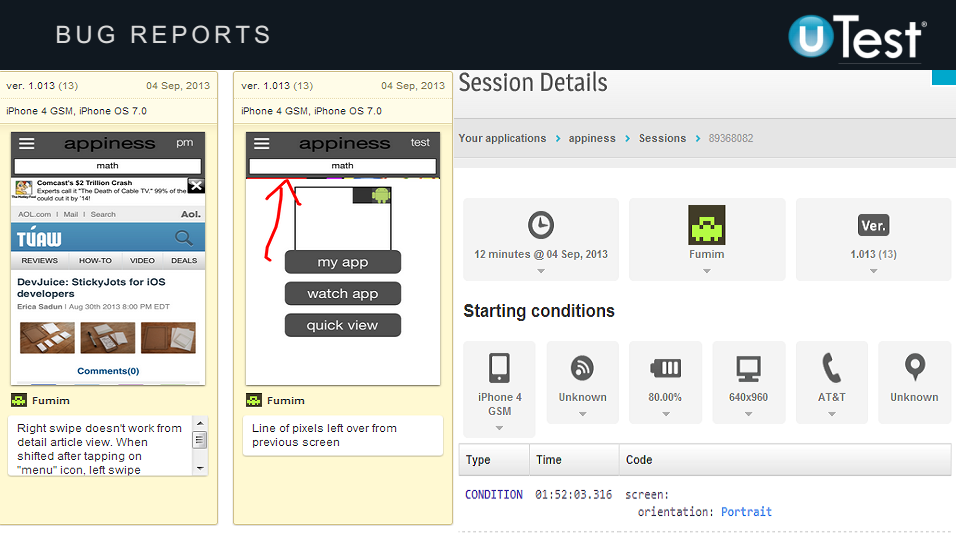 BUG REPORTS
uTest®
ver. 1.013 (13) 04 Sep, 2013
iPhone 4 GSM, iPhone OS 7.0
appiness pm
math
Comcast's $2 Trillion Crash
Experts call it "The Death of Cable TV." 99% of the
could cut it by '14!
AOL.com | Mail | Search Aol.
TUAW
REVIEWS HOW-TO VIDEO DEALS
DevJuice: StickyJots for iOS
developers
Erica Sadun | Aug 30th 2013 8:00 PM EDT
Comments(0)
Fumim
Right swipe doesn't work from
detail article view. When
shifted after tapping on
"menu" icon, left swipe
ver. 1.013 (13) 04 Sep, 2013
iPhone 4 GSM, iPhone OS 7.0
appiness test
math
my app
watch app
quick view
Fumim
Line of pixels left over from
previous screen
Session Details
Your applications > appiness > Sessions > 89368082
12 minutes @ 04 Sep, 2013
Fumim
Ver.
1.013 (13)
Starting conditions
iPhone 4
GSM
Unknown
80.00%
640x960
AT&T
Unknown
Type Time Code
CONDITION 01:52:03.316 screen:
orientation: Portrait